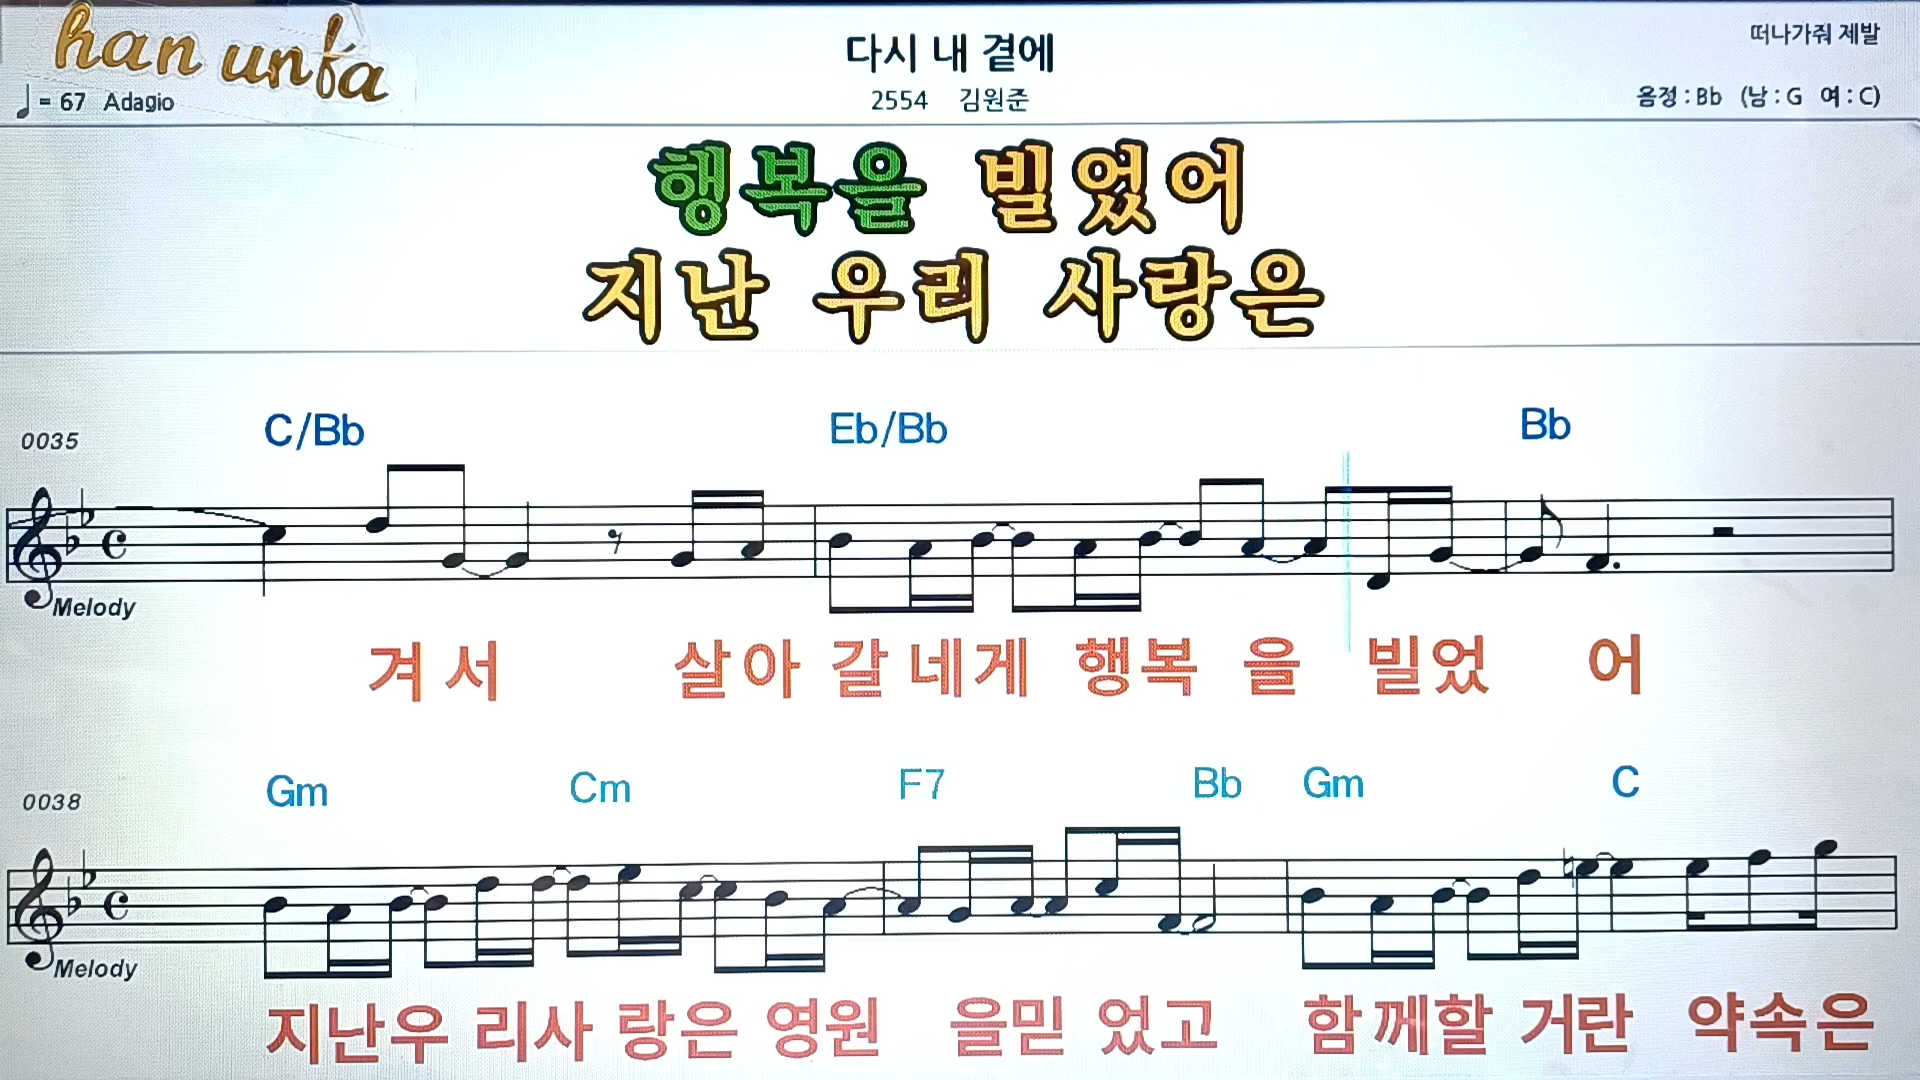 han unfa
떠나가줘 제발
다시 내 곁에
♩ = 67 Adagio
2554 김원준
음정 : Bb (남 : G 여 : C)
행복을 빌었어
지난 우리 사랑은
0035
C/Bb Eb/Bb Bb
Melody
겨서 살아 갈 네게 행복 을 빌었 어
0038
Gm Cm F7 Bb Gm C
Melody
지난우 리사 랑은 영원 을믿 었고 함께할 거란 약속은